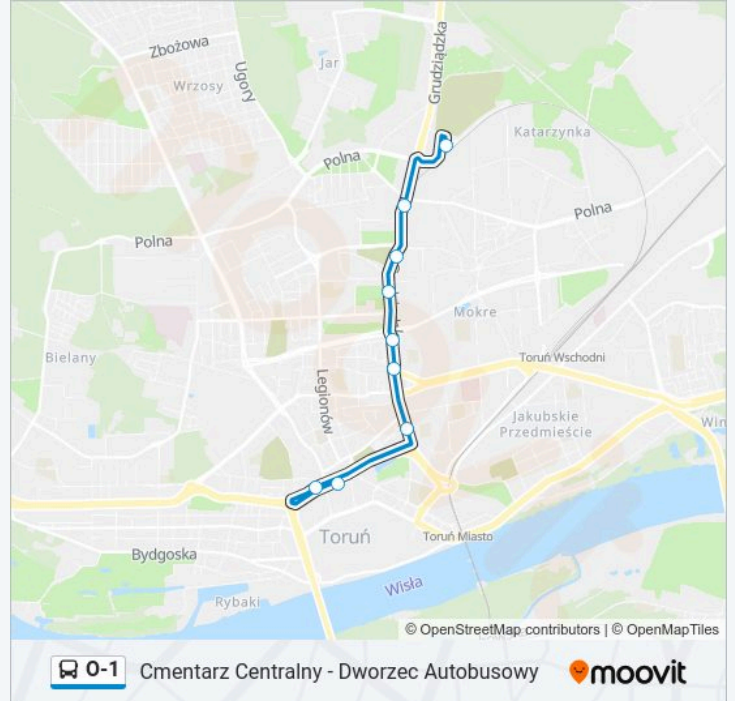 Zbożowa
Grudziądzka
Jar
Ugory
Wrzosy
Katarzynka
Polna
Polna
Polna
Mokre
Bielany
Toruń Wschodni
Legionów
Jakubskie
Przedmieście
Win
Toruń
Toruń Miasto
Bydgoska
Wisła
Rybaki
© OpenStreetMap contributors | © OpenMapTiles
0-1 Cmentarz Centralny - Dworzec Autobusowy moovit